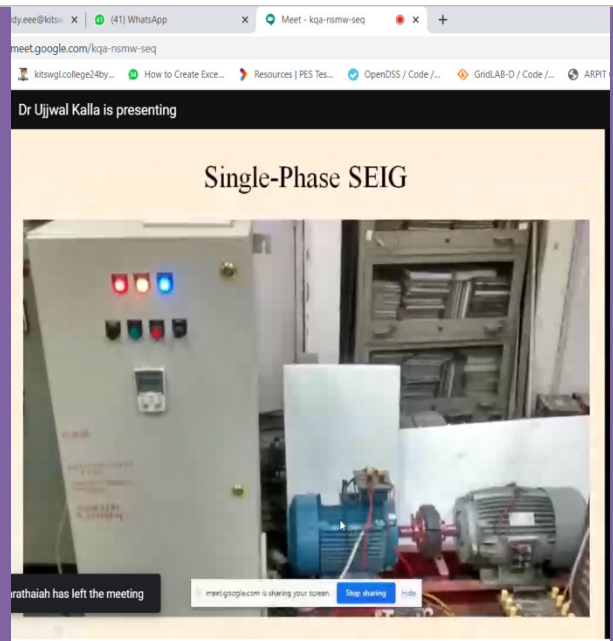 dy.eee@kitsw
(41) WhatsApp
Meet - kqa-nsmw-seq
meet.google.com/kqa-nsmw-seq
kitswgl.college24by...
How to Create Exce...
Resources | PES Tes...
OpenDSS / Code /...
GridLAB-D / Code /...
ARPIT
Dr Ujjwal Kalla is presenting
Single-Phase SEIG
arathaiah has left the meeting
meet.google.com is sharing your screen.
Stop sharing
Hide